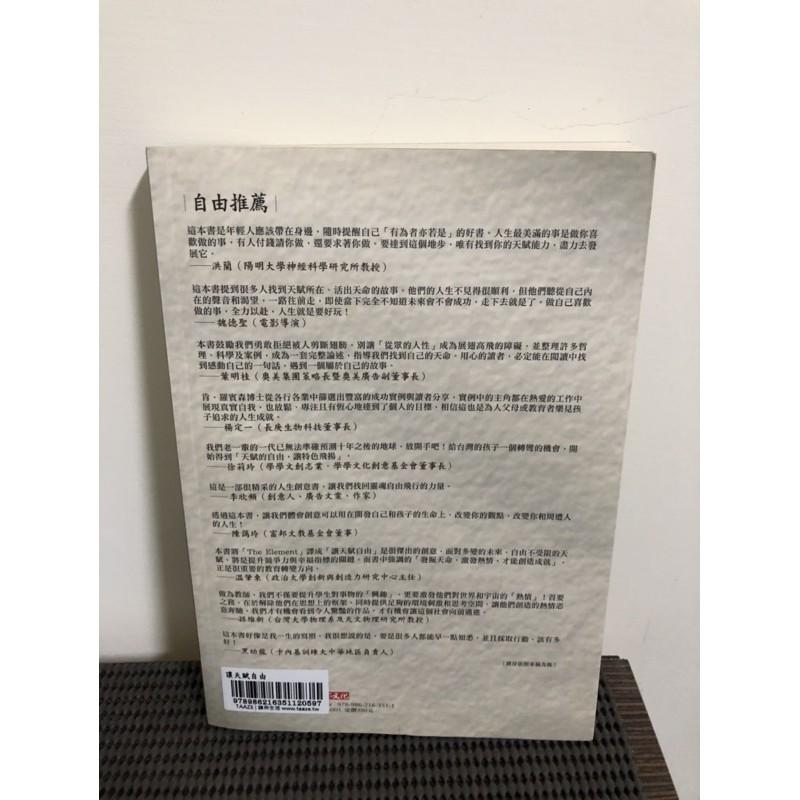 自由推薦
這本書是年輕人應該帶在身邊，隨時提醒自己「有為者亦若是」的好書。人生最美滿的事是做你喜
歡做的事，有人付錢請你做，還要求著你做。要達到這個地步，唯有找到你的天賦能力，盡力去發
展它。
——洪蘭（陽明大學神經科學研究所教授）
這本書提到很多人找到天賦所在、活出天命的故事。他們的人生不見得很順利，但他們聽從自己內
在的聲音和渴望，一路往前走，即使當下完全不知道未來會不會成功，走下去就是了。做自己喜歡
做的事，全力以赴，人生就是要好玩！
——魏德聖（電影導演）
本書鼓勵我們勇敢拒絕被人剪斷翅膀，別讓「從眾的人性」成為展翅高飛的障礙，並整理許多哲
理、科學及案例，成為一套完整論述，指導我們找到自己的天命。用心的讀者，必定能在閱讀中找
到感動自己的一句話，遇到一個屬於自己的故事。
——葉明桂（奧美集團策略長暨奧美廣告副董事長）
肯．羅賓森博士從各行各業中篩選出豐富的成功實例與讀者分享，實例中的主角都在熱愛的工作中
展現真實自我，也放鬆、專注且有恆心地達到了個人的目標。相信這也是為人父母或教育者樂見孩
子追求的人生成就。
——楊定一（長庚生物科技董事長）
我們老一輩的一代已無法準確預測十年之後的地球，放開手吧！給台灣的孩子一個轉彎的機會，開
始得到「天賦的自由，讓特色飛揚」。
——徐莉玲（學學文創志業、學學文化創意基金會董事長）
這是一部很精采的人生創意書，讓我們找回靈魂自由飛行的力量。
——李欣頻（創意人、廣告文案、作家）
透過這本書，讓我們體會創意可以用在開發自己和孩子的生命上，改變你的觀點，改變你和周遭人
的人生！
——陳藹玲（富邦文教基金會董事）
本書將「The Element」譯成「讓天賦自由」是很傑出的創意。面對多變的未來，自由不受限的天
賦，將是提升競爭力與幸福指標的關鍵。而書中強調的「發掘天命，激發熱情，才能創造成就」，
正是很重要的教育轉變方向。
——溫肇東（政治大學創新與創造力研究中心主任）
做為教師，我們不僅要提升學生對事物的「興趣」，更要激發他們對世界和宇宙的「熱情」！首要
之務，在於解除他們在思想上的框架，同時提供足夠的環境刺激和思考空間，讓他們創造的熱情恣
意奔馳，我們才有機會看到令人驚豔的作品，才有機會讓這個社會向前邁進。
——孫維新（台灣大學物理系及天文物理研究所教授）
這本書好像是我一生的寫照，我很想說的是，要是很多人都能早一點知悉，並且採取行動，該有多
好！
——黑幼龍（卡內基訓練大中華地區負責人）
讓天賦自由
9789862163511205​97
TAAZE｜讀冊生活 www.taaze.tw
文化
978-986-216-351-1